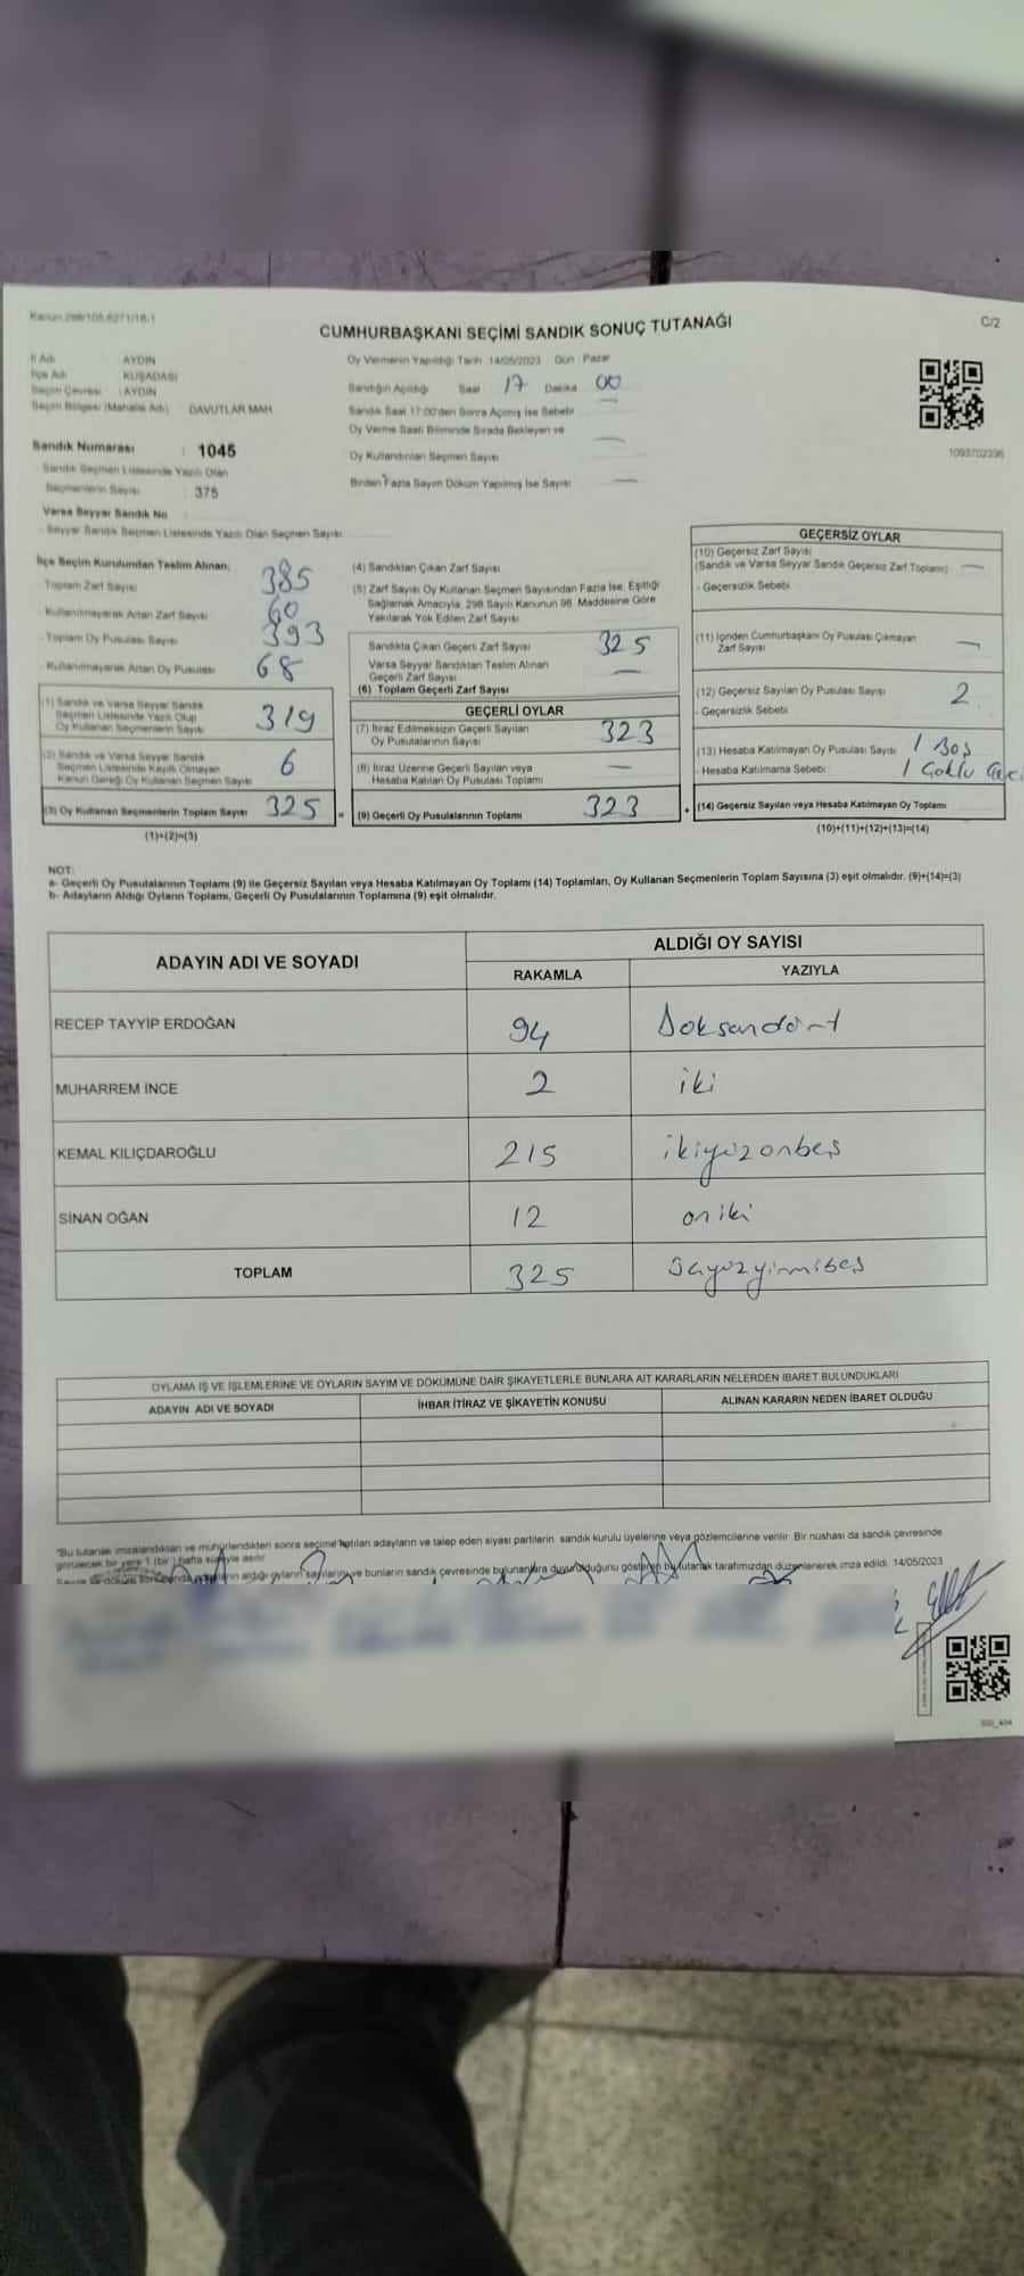 Kanun 298/105,6271/18-1
CUMHURBAŞKANI SEÇİMİ SANDIK SONUÇ TUTANAĞI
C/2
İl Adı AYDIN
İlçe Adı KUŞADASI
Seçim Çevresi : AYDIN
Seçim Bölgesi (Mahalle Adı) DAVUTLAR MAH.
Sandık Numarası : 1045
Sandık Seçmen Listesinde Yazılı Olan
Seçmenlerin Sayısı : 375
Varsa Seyyar Sandık No
Seyyar Sandık Seçmen Listesinde Yazılı Olan Seçmen Sayısı:
Oy Vermenin Yapıldığı Tarih 14/05/2023 Gün Pazar
Sandığın Açıldığı Saat 17 Dakika 00
Sandık Saat 17:00'den Sonra Açılmış İse Sebebi —
Oy Verme Saati Bitiminde Sırada Bekleyen ve
Oy Kullandırılan Seçmen Sayısı —
Birden Fazla Sayım Döküm Yapılmış İse Sayısı —
1093702336
İlçe Seçim Kurulundan Teslim Alınan;
Toplam Zarf Sayısı 385
Kullanılmayarak Artan Zarf Sayısı 60
Toplam Oy Pusulası Sayısı 393
Kullanılmayarak Artan Oy Pusulası 68
(1) Sandık ve Varsa Seyyar Sandık
Seçmen Listesinde Yazılı Olup
Oy Kullanan Seçmenlerin Sayısı 319
(2) Sandık ve Varsa Seyyar Sandık
Seçmen Listesinde Kayıtlı Olmayan
Kanun Gereği Oy Kullanan Seçmen Sayısı 6
(3) Oy Kullanan Seçmenlerin Toplam Sayısı 325 =
(1)+(2)=(3)
(4) Sandıktan Çıkan Zarf Sayısı
(5) Zarf Sayısı Oy Kullanan Seçmen Sayısından Fazla İse, Eşitliği
Sağlamak Amacıyla, 298 Sayılı Kanunun 98. Maddesine Göre
Yakılarak Yok Edilen Zarf Sayısı
Sandıkta Çıkan Geçerli Zarf Sayısı 325
Varsa Seyyar Sandıktan Teslim Alınan
Geçerli Zarf Sayısı —
(6) Toplam Geçerli Zarf Sayısı
GEÇERLİ OYLAR
(7) İtiraz Edilmeksizin Geçerli Sayılan
Oy Pusulalarının Sayısı 323
(8) İtiraz Üzerine Geçerli Sayılan veya
Hesaba Katılan Oy Pusulası Toplamı —
(9) Geçerli Oy Pusulalarının Toplamı 323 +
GEÇERSİZ OYLAR
(10) Geçersiz Zarf Sayısı
(Sandık ve Varsa Seyyar Sandık Geçersiz Zarf Toplamı) —
- Geçersizlik Sebebi
(11) İçinden Cumhurbaşkanı Oy Pusulası Çıkmayan
Zarf Sayısı —
(12) Geçersiz Sayılan Oy Pusulası Sayısı 2
- Geçersizlik Sebebi
(13) Hesaba Katılmayan Oy Pusulası Sayısı 1 Boş
- Hesaba Katılmama Sebebi 1 Çoklu
(14) Geçersiz Sayılan veya Hesaba Katılmayan Oy Toplamı
(10)+(11)+(12)+(13)=(14)
NOT:
a- Geçerli Oy Pusulalarının Toplamı (9) ile Geçersiz Sayılan veya Hesaba Katılmayan Oy Toplamı (14) Toplamları, Oy Kullanan Seçmenlerin Toplam Sayısına (3) eşit olmalıdır. (9)+(14)=(3)
b- Adayların Aldığı Oyların Toplamı, Geçerli Oy Pusulalarının Toplamına (9) eşit olmalıdır.
ADAYIN ADI VE SOYADI
ALDIĞI OY SAYISI
RAKAMLA YAZIYLA
RECEP TAYYİP ERDOĞAN 94 Doksandört
MUHARREM İNCE 2 iki
KEMAL KILIÇDAROĞLU 215 ikiyüzonbeş
SİNAN OĞAN 12 oniki
TOPLAM 325 üçyüzyirmibeş
OYLAMA İŞ VE İŞLEMLERİNE VE OYLARIN SAYIM VE DÖKÜMÜNE DAİR ŞİKAYETLERLE BUNLARA AİT KARARLARIN NELERDEN İBARET BULUNDUKLARI
ADAYIN ADI VE SOYADI İHBAR İTİRAZ VE ŞİKAYETİN KONUSU ALINAN KARARIN NEDEN İBARET OLDUĞU
"Bu tutanak imzalandıktan ve mühürlendikten sonra seçime katılan adayların ve talep eden siyasi partilerin, sandık kurulu üyelerine veya gözlemcilerine verilir. Bir nüshası da sandık çevresinde
görülecek bir yere 1 (bir) hafta süreyle asılır.
adayların aldığı oyların sayılarını ve bunların sandık çevresinde bulunanlara duyurulduğunu gösteren bu tutanak tarafımızdan düzenlenerek imza edildi. 14/05/2023